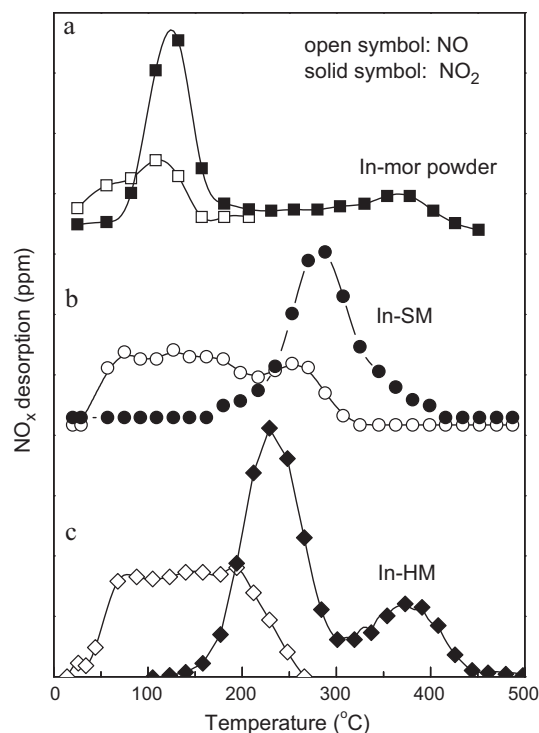 a
open symbol: NO
solid symbol: NO₂
In-mor powder
b
In-SM
c
In-HM
NOₓ desorption (ppm)
0 100 200 300 400 500
Temperature (°C)